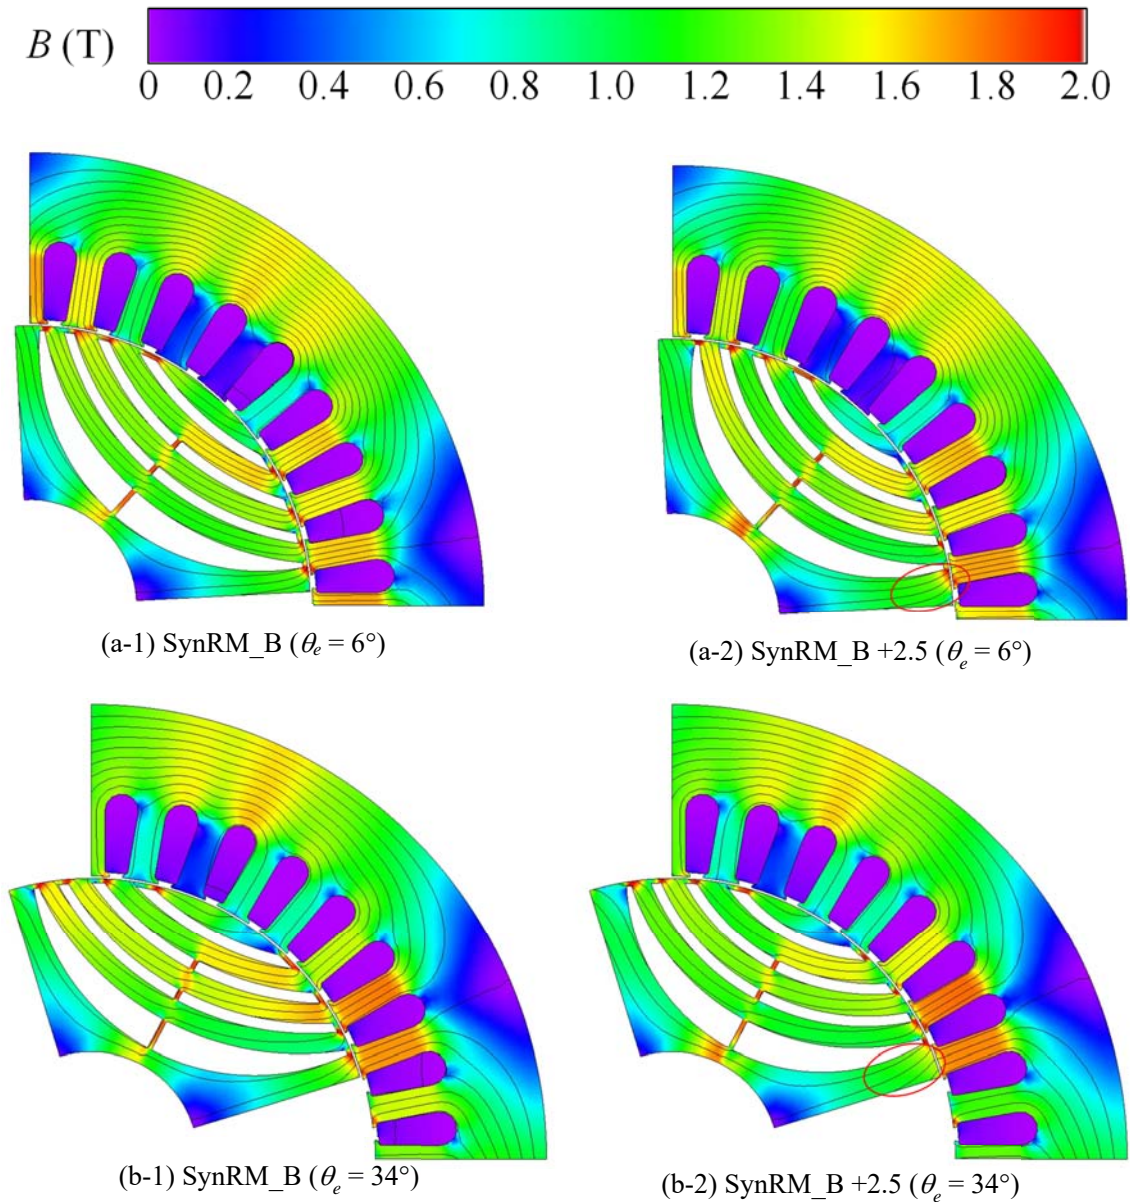 B (T)
0 0.2 0.4 0.6 0.8 1.0 1.2 1.4 1.6 1.8 2.0
(a-1) SynRM_B (θe = 6°)
(a-2) SynRM_B +2.5 (θe = 6°)
(b-1) SynRM_B (θe = 34°)
(b-2) SynRM_B +2.5 (θe = 34°)